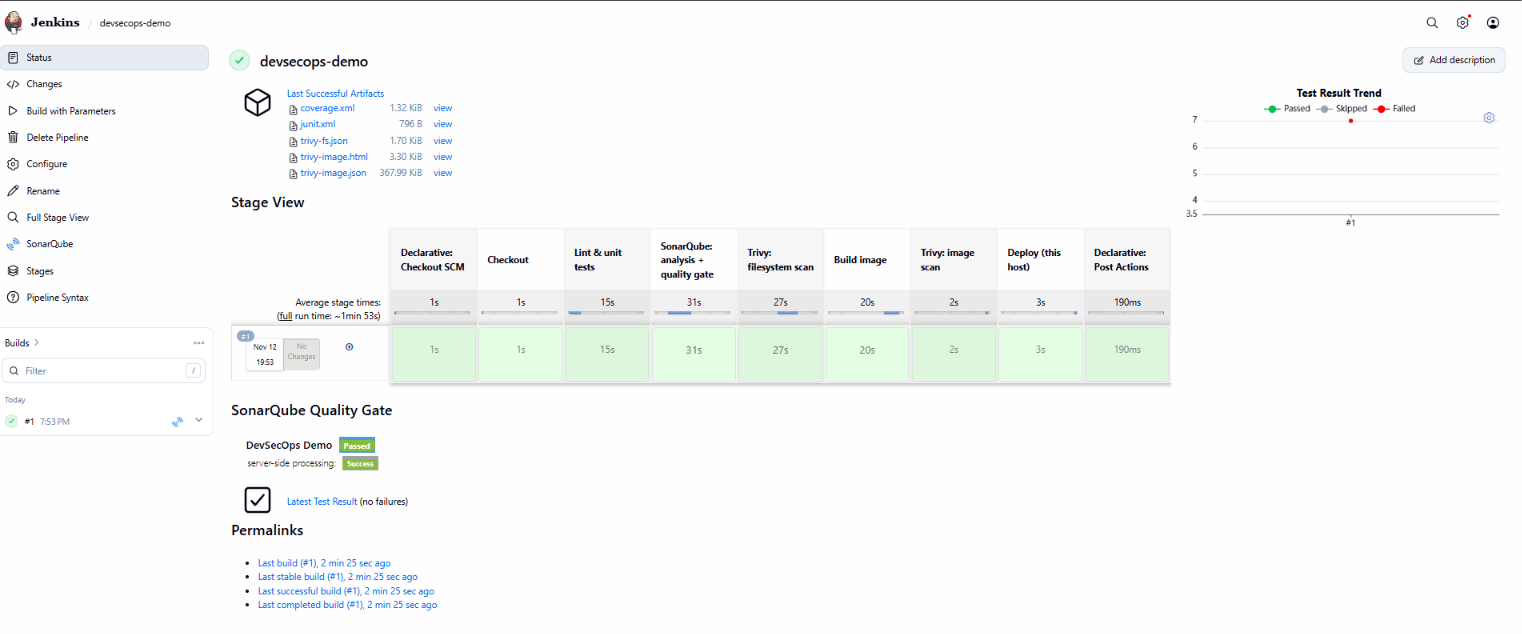 Jenkins / devsecops-demo
Status
Changes
Build with Parameters
Delete Pipeline
Configure
Rename
Full Stage View
SonarQube
Stages
Pipeline Syntax
Builds
Filter /
Today
#1 7:53 PM
devsecops-demo
Add description
Last Successful Artifacts
coverage.xml 1.32 KiB view
junit.xml 796 B view
trivy-fs.json 1.70 KiB view
trivy-image.html 3.30 KiB view
trivy-image.json 367.99 KiB view
Test Result Trend
Passed Skipped Failed
7
6
5
4
3.5
#1
Stage View
Declarative: Checkout SCM
Checkout
Lint & unit tests
SonarQube: analysis + quality gate
Trivy: filesystem scan
Build image
Trivy: image scan
Deploy (this host)
Declarative: Post Actions
Average stage times: 1s 1s 15s 31s 27s 20s 2s 3s 190ms
(full run time: ~1min 53s)
#1
Nov 12
19:53
No Changes
1s 1s 15s 31s 27s 20s 2s 3s 190ms
SonarQube Quality Gate
DevSecOps Demo Passed
server-side processing: Success
Latest Test Result (no failures)
Permalinks
Last build (#1), 2 min 25 sec ago
Last stable build (#1), 2 min 25 sec ago
Last successful build (#1), 2 min 25 sec ago
Last completed build (#1), 2 min 25 sec ago